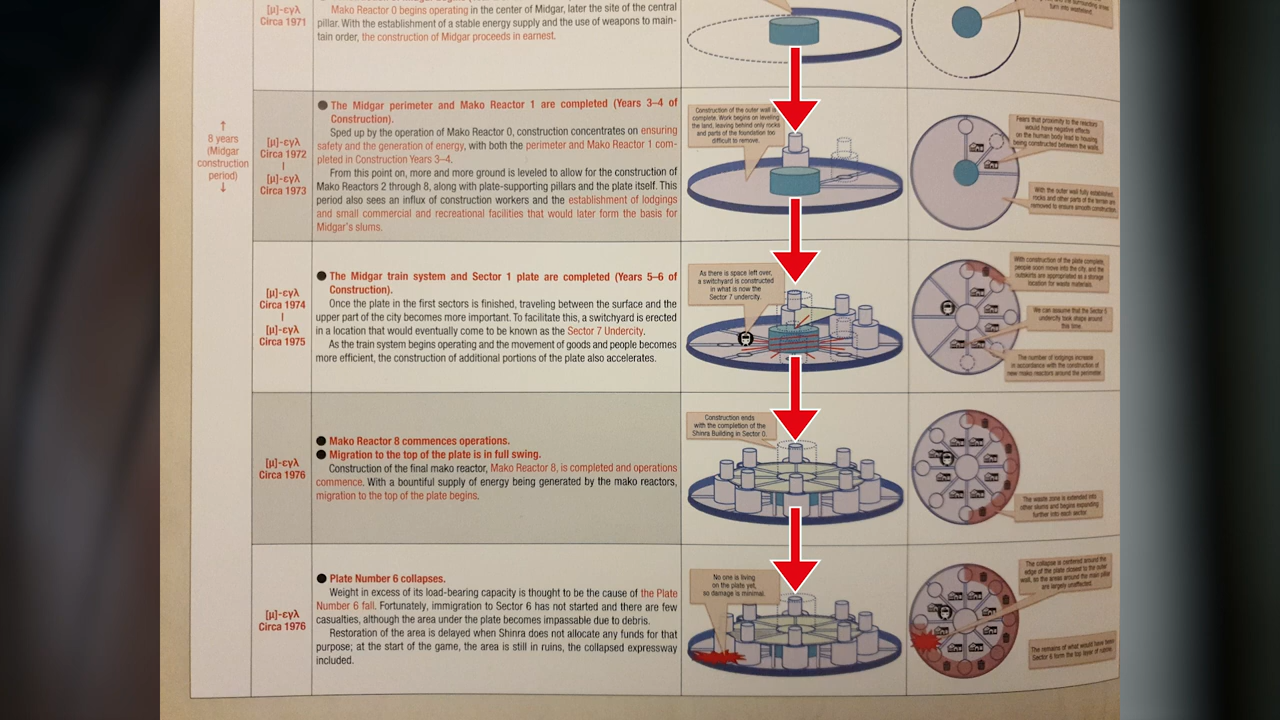 [μ]-εγλ
Circa 1971
Mako Reactor 0 begins operating in the center of Midgar, later the site of the central
pillar. With the establishment of a stable energy supply and the use of weapons to main-
tain order, the construction of Midgar proceeds in earnest.
turn into wasteland.
↑
8 years
(Midgar
construction
period)
↓
[μ]-εγλ
Circa 1972
|
[μ]-εγλ
Circa 1973
● The Midgar perimeter and Mako Reactor 1 are completed (Years 3–4 of
Construction).
Sped up by the operation of Mako Reactor 0, construction concentrates on ensuring
safety and the generation of energy, with both the perimeter and Mako Reactor 1 com-
pleted in Construction Years 3–4.
From this point on, more and more ground is leveled to allow for the construction of
Mako Reactors 2 through 8, along with plate-supporting pillars and the plate itself. This
period also sees an influx of construction workers and the establishment of lodgings
and small commercial and recreational facilities that would later form the basis for
Midgar's slums.
Construction of the outer wall is
complete. Work begins on leveling
the land, leaving behind only rocks
and parts of the foundation too
difficult to remove.
Fears that proximity to the reactors
would have negative effects
on the human body lead to housing
being constructed between the walls.
With the outer wall fully established,
rocks and other parts of the terrain are
removed to ensure smooth construction.
[μ]-εγλ
Circa 1974
|
[μ]-εγλ
Circa 1975
● The Midgar train system and Sector 1 plate are completed (Years 5–6 of
Construction).
Once the plate in the first sectors is finished, traveling between the surface and the
upper part of the city becomes more important. To facilitate this, a switchyard is erected
in a location that would eventually come to be known as the Sector 7 Undercity.
As the train system begins operating and the movement of goods and people becomes
more efficient, the construction of additional portions of the plate also accelerates.
As there is space left over,
a switchyard is constructed
in what is now the
Sector 7 undercity.
With construction of the plate complete,
people soon move into the city, and the
outskirts are appropriated as a storage
location for waste materials.
We can assume that the Sector 5
undercity took shape around
this time.
The number of lodgings increase
in accordance with the construction of
new mako reactors around the perimeter.
[μ]-εγλ
Circa 1976
● Mako Reactor 8 commences operations.
● Migration to the top of the plate is in full swing.
Construction of the final mako reactor, Mako Reactor 8, is completed and operations
commence. With a bountiful supply of energy being generated by the mako reactors,
migration to the top of the plate begins.
Construction ends
with the completion of the
Shinra Building in Sector 0.
The waste zone is extended into
other slums and begins expanding
further into each sector.
[μ]-εγλ
Circa 1976
● Plate Number 6 collapses.
Weight in excess of its load-bearing capacity is thought to be the cause of the Plate
Number 6 fall. Fortunately, immigration to Sector 6 has not started and there are few
casualties, although the area under the plate becomes impassable due to debris.
Restoration of the area is delayed when Shinra does not allocate any funds for that
purpose; at the start of the game, the area is still in ruins, the collapsed expressway
included.
No one is living
on the plate yet,
so damage is minimal.
The collapse is centered around the
edge of the plate closest to the outer
wall, so the areas around the main pillar
are largely unaffected.
The remains of what would have been
Sector 6 form the top layer of rubble.